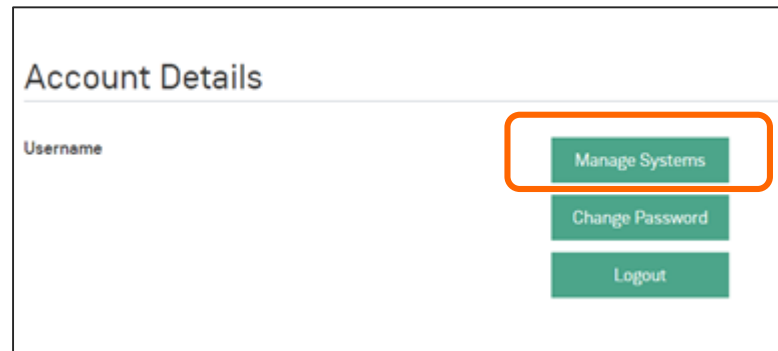 Account Details
Username
Manage Systems
Change Password
Logout